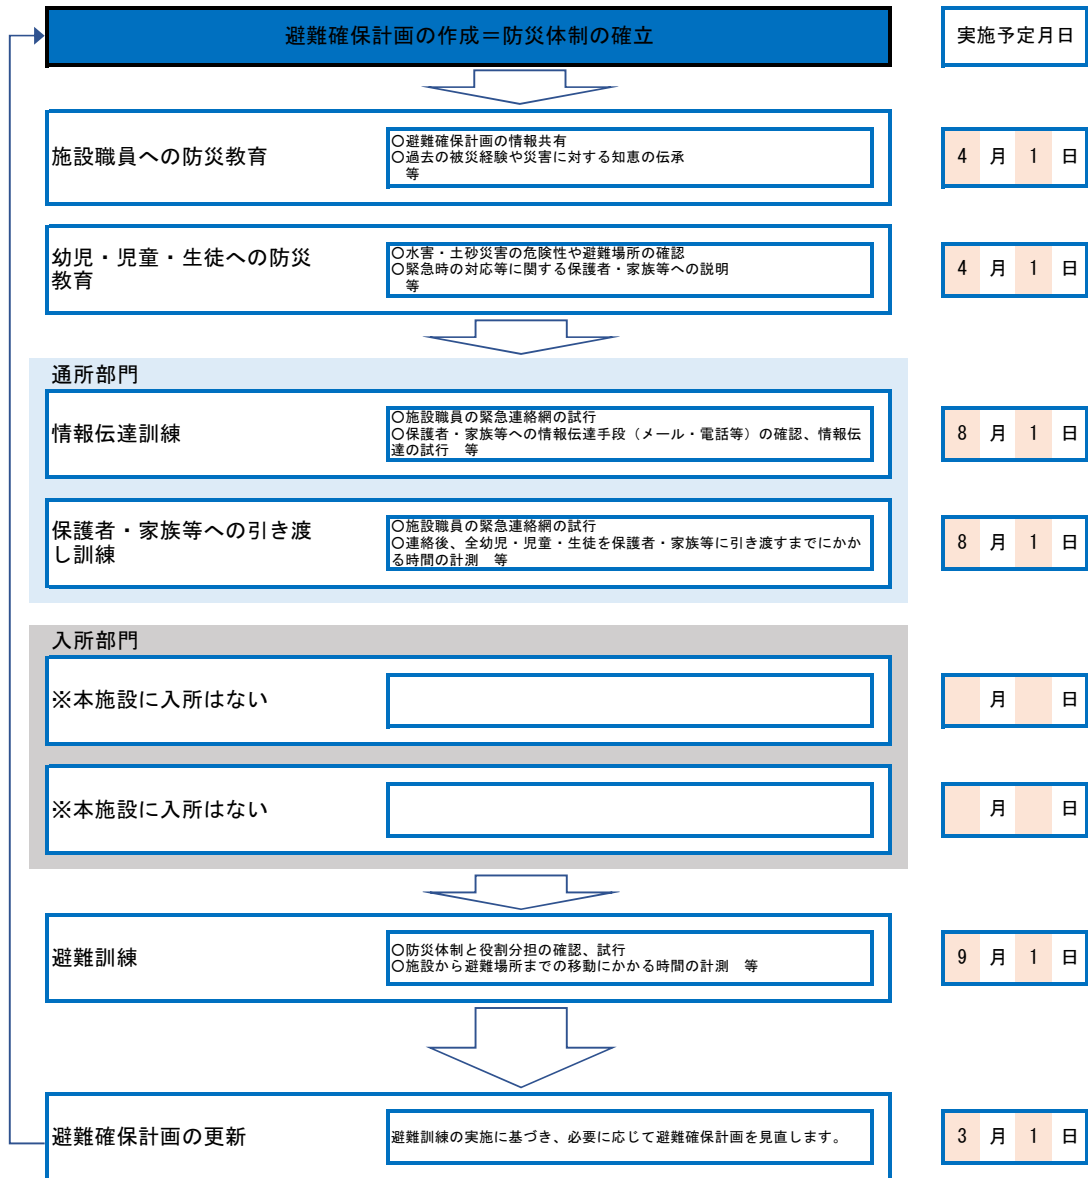 避難確保計画の作成＝防災体制の確立
実施予定月日
施設職員への防災教育
〇避難確保計画の情報共有
〇過去の被災経験や災害に対する知恵の伝承
等
4 月 1 日
幼児・児童・生徒への防災
教育
〇水害・土砂災害の危険性や避難場所の確認
〇緊急時の対応等に関する保護者・家族等への説明
等
4 月 1 日
通所部門
情報伝達訓練
〇施設職員の緊急連絡網の試行
〇保護者・家族等への情報伝達手段（メール・電話等）の確認、情報伝
達の試行　等
8 月 1 日
保護者・家族等への引き渡
し訓練
〇施設職員の緊急連絡網の試行
〇連絡後、全幼児・児童・生徒を保護者・家族等に引き渡すまでにかか
る時間の計測　等
8 月 1 日
入所部門
※本施設に入所はない
月 日
※本施設に入所はない
月 日
避難訓練
〇防災体制と役割分担の確認、試行
〇施設から避難場所までの移動にかかる時間の計測　等
9 月 1 日
避難確保計画の更新
避難訓練の実施に基づき、必要に応じて避難確保計画を見直します。
3 月 1 日